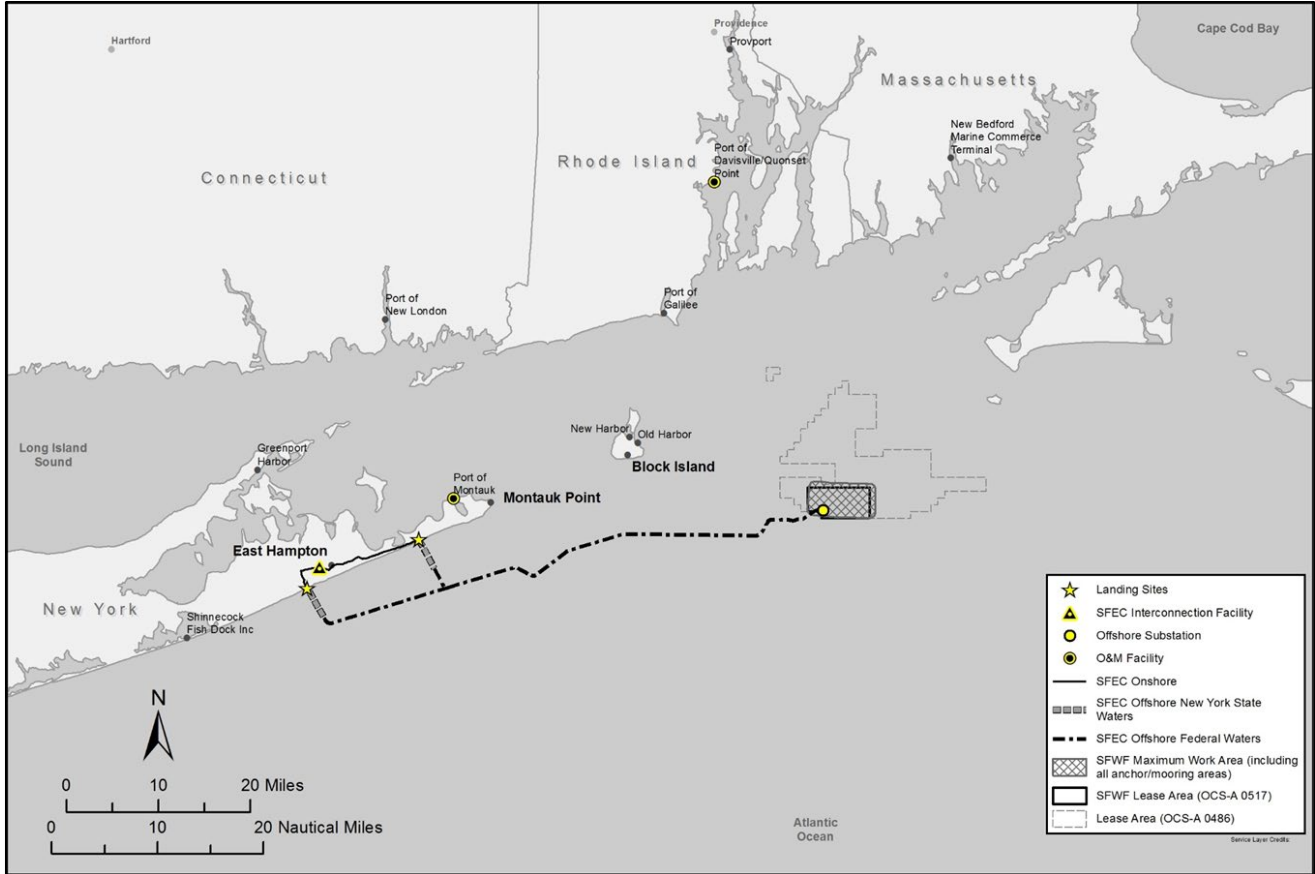 Hartford
Providence
Provport
Cape Cod Bay
Massachusetts
New Bedford
Marine Commerce
Terminal
Port of
Davisville/Quonset
Point
Rhode Island
Connecticut
Port of
New London
Port of
Galilee
Long Island
Sound
Greenport
Harbor
New Harbor
Old Harbor
Block Island
Port of
Montauk
Montauk Point
East Hampton
New York
Shinnecock
Fish Dock Inc
N
0 10 20 Miles
0 10 20 Nautical Miles
Atlantic
Ocean
Landing Sites
SFEC Interconnection Facility
Offshore Substation
O&M Facility
SFEC Onshore
SFEC Offshore New York State
Waters
SFEC Offshore Federal Waters
SFWF Maximum Work Area (including
all anchor/mooring areas)
SFWF Lease Area (OCS-A 0517)
Lease Area (OCS-A 0486)
Service Layer Credits: